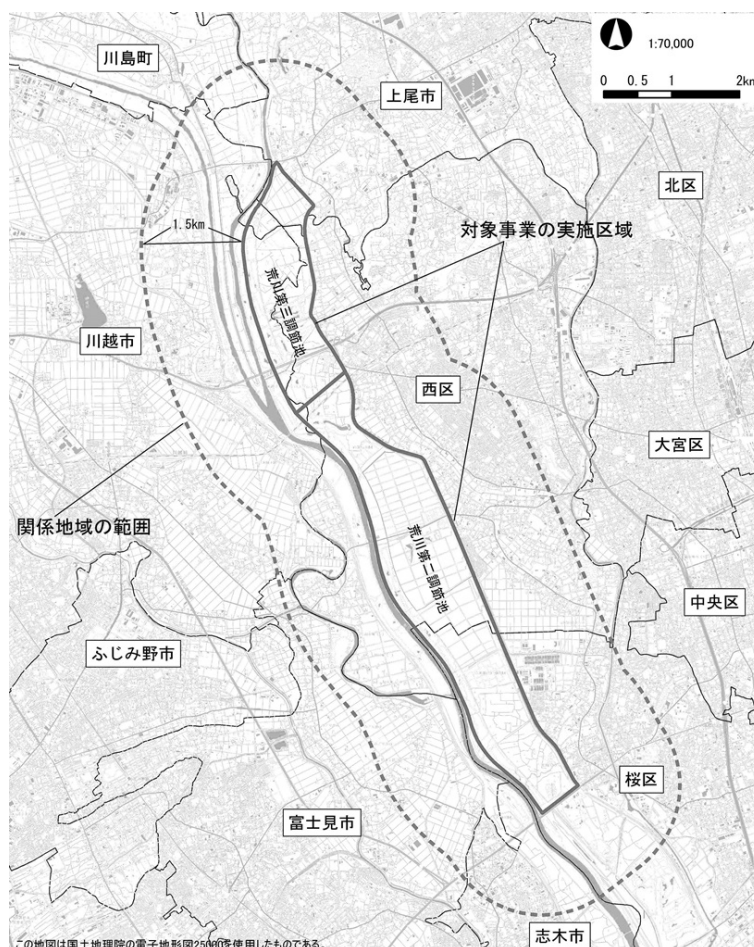 川島町
上尾市
1:70,000
0 0.5 1 2km
北区
1.5km
対象事業の実施区域
荒川第三調節池
川越市
西区
大宮区
関係地域の範囲
荒川第二調節池
中央区
ふじみ野市
桜区
富士見市
志木市
この地図は国土地理院の電子地形図25000を使用したものである。